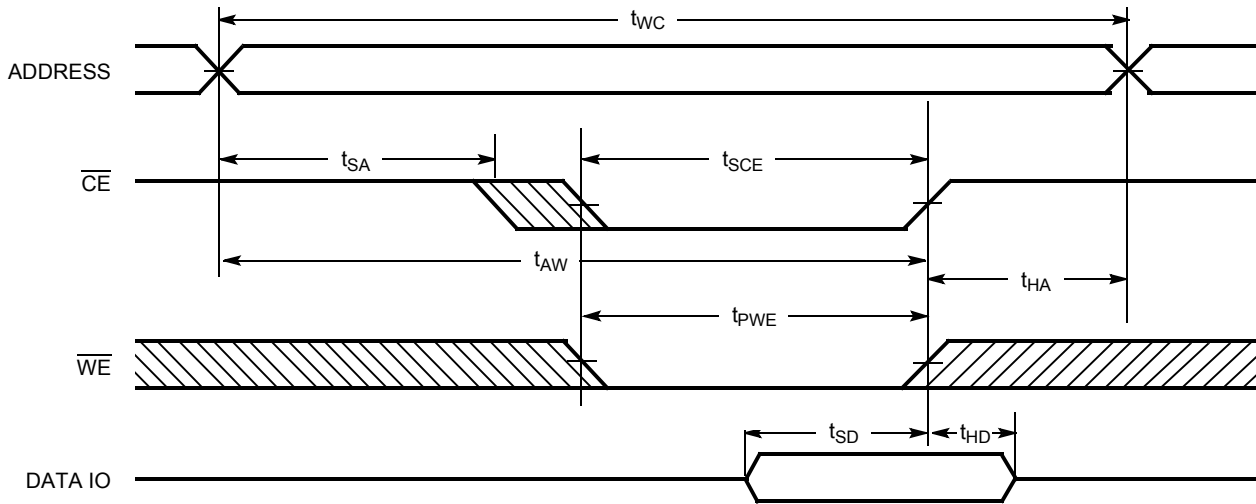 tWC
ADDRESS
tSA
tSCE
CE
tAW
tHA
tPWE
WE
tSD
tHD
DATA IO